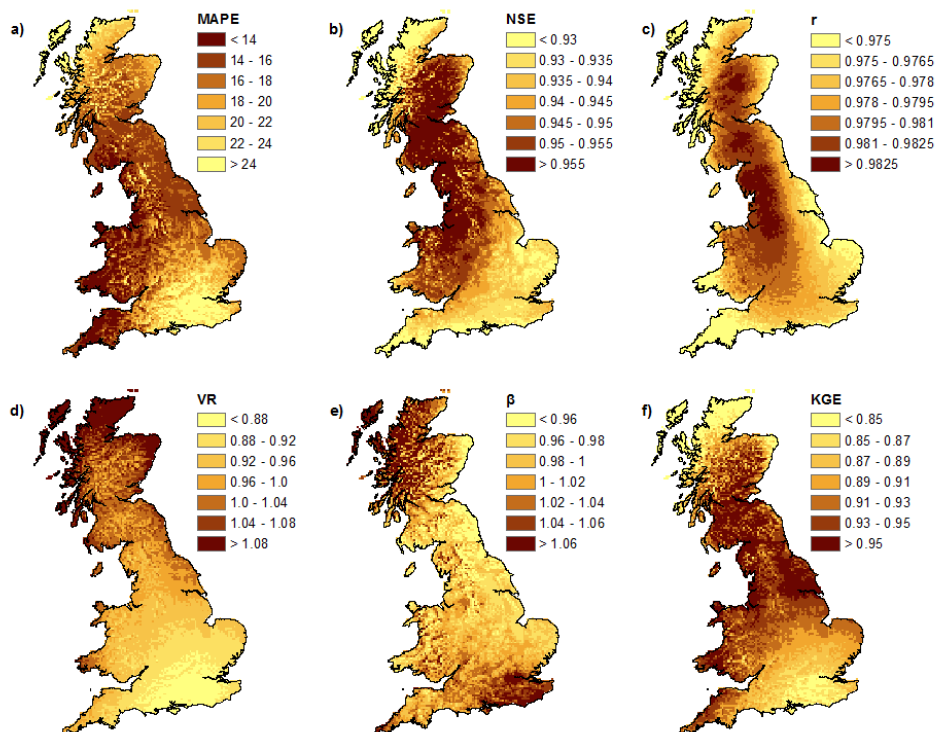 a)
MAPE
< 14
14 - 16
16 - 18
18 - 20
20 - 22
22 - 24
> 24
b)
NSE
< 0.93
0.93 - 0.935
0.935 - 0.94
0.94 - 0.945
0.945 - 0.95
0.95 - 0.955
> 0.955
c)
r
< 0.975
0.975 - 0.9765
0.9765 - 0.978
0.978 - 0.9795
0.9795 - 0.981
0.981 - 0.9825
> 0.9825
d)
VR
< 0.88
0.88 - 0.92
0.92 - 0.96
0.96 - 1.0
1.0 - 1.04
1.04 - 1.08
> 1.08
e)
β
< 0.96
0.96 - 0.98
0.98 - 1
1 - 1.02
1.02 - 1.04
1.04 - 1.06
> 1.06
f)
KGE
< 0.85
0.85 - 0.87
0.87 - 0.89
0.89 - 0.91
0.91 - 0.93
0.93 - 0.95
> 0.95